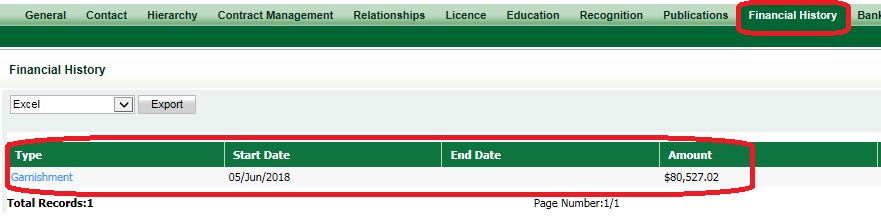 General Contact Hierarchy Contract Management Relationships Licence Education Recognition Publications Financial History Bank
Financial History
Excel Export
Type Start Date End Date Amount
Garnishment 05/Jun/2018 $80,527.02
Total Records:1 Page Number:1/1